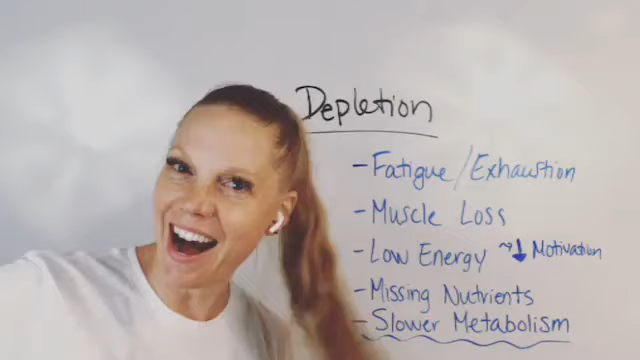 Depletion
- Fatigue/Exhaustion
- Muscle Loss
- Low Energy ~> ↓ Motivation
- Missing Nutrients
- Slower Metabolism